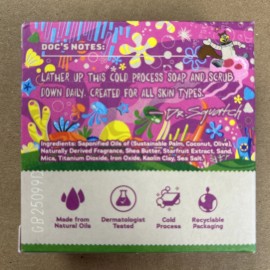 DOC'S NOTES:
LATHER UP THIS COLD PROCESS SOAP AND SCRUB
DOWN DAILY. CREATED FOR ALL SKIN TYPES.
Dr. Squatch
Ingredients: Saponified Oils of (Sustainable Palm, Coconut, Olive),
Naturally Derived Fragrance, Shea Butter, Starfruit Extract, Sand,
Mica, Titanium Dioxide, Iron Oxide, Kaolin Clay, Sea Salt
08250990
Made from
Natural Oils
Dermatologist
Tested
Cold
Process
Recyclable
Packaging